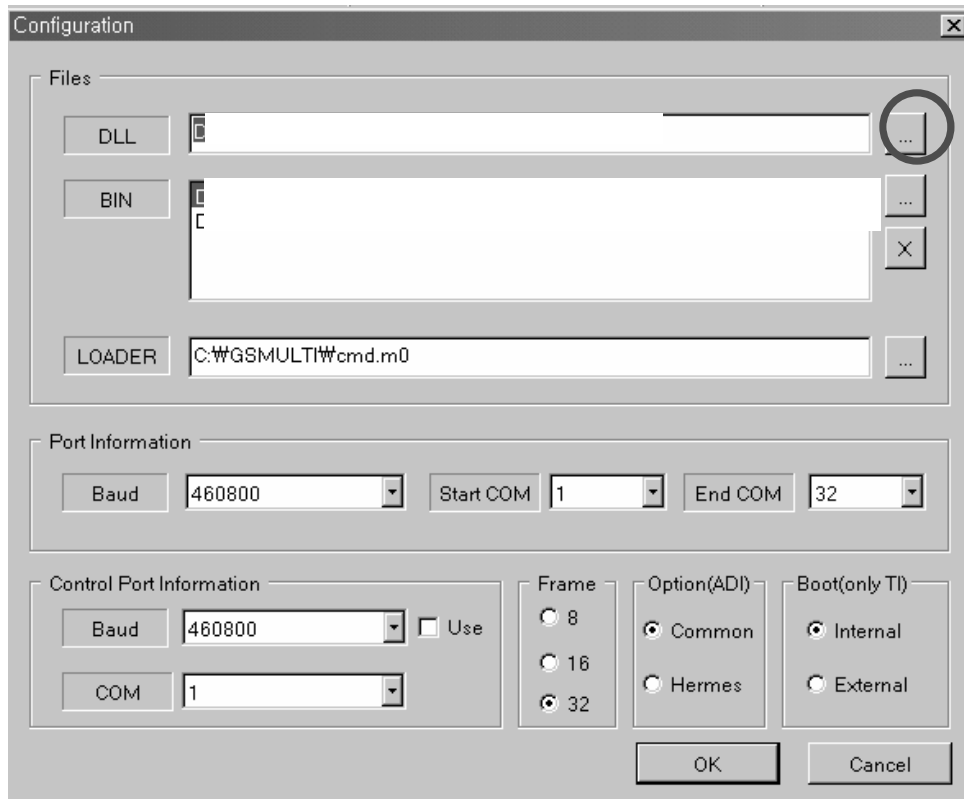 Configuration
Files
DLL
D
...
BIN
D
D
...
X
LOADER
C:₩GSMULTI₩cmd.m0
...
Port Information
Baud
460800
Start COM
1
End COM
32
Control Port Information
Baud
460800
Use
COM
1
Frame
8
16
32
Option(ADI)
Common
Hermes
Boot(only TI)
Internal
External
OK
Cancel